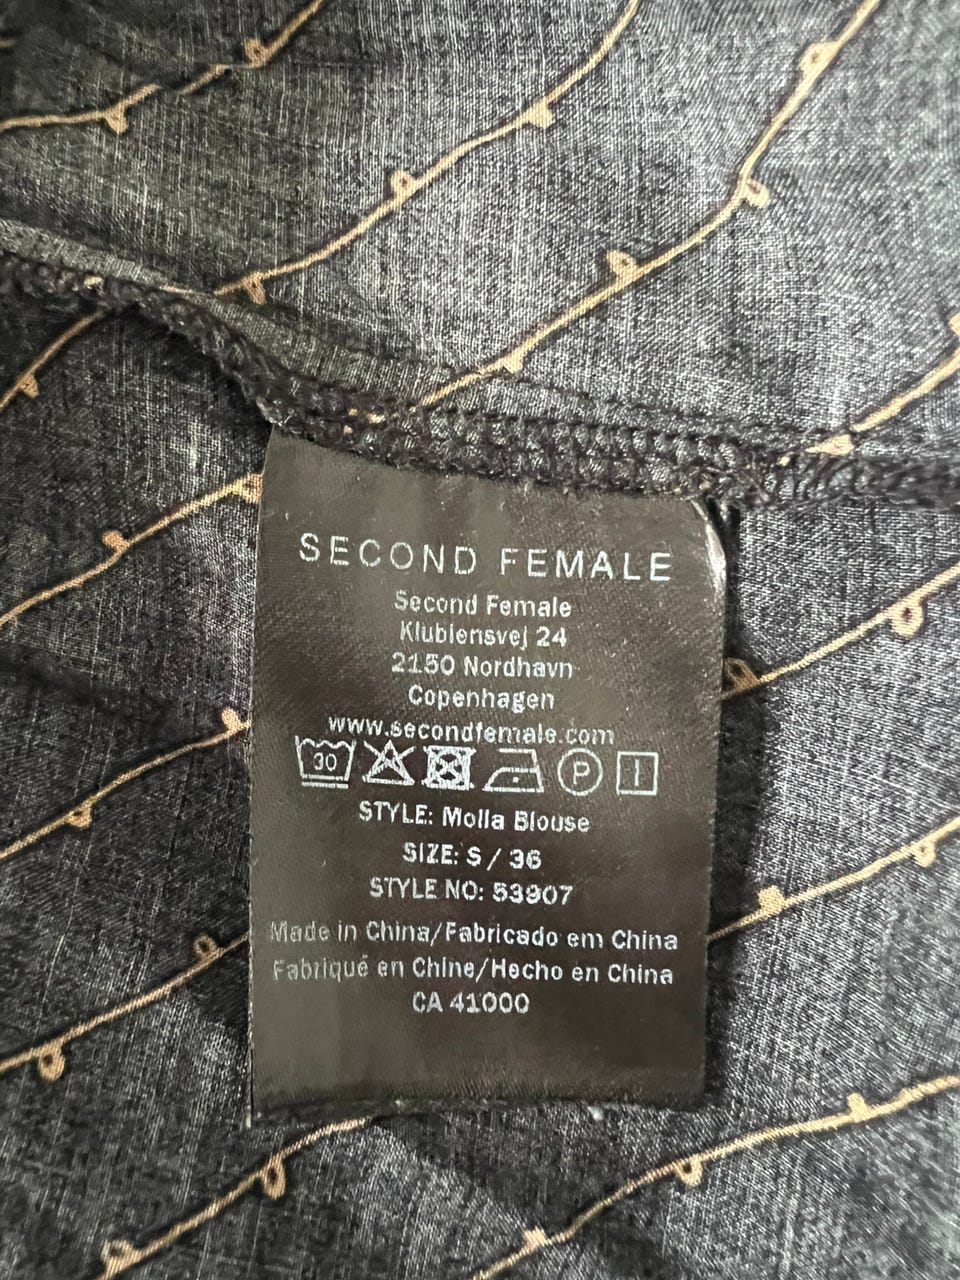 SECOND FEMALE
Second Female
Klubiensvej 24
2150 Nordhavn
Copenhagen
www.secondfemale.com
30 P
STYLE: Molla Blouse
SIZE: S / 36
STYLE NO: 53907
Made in China/Fabricado em China
Fabriqué en Chine/Hecho en China
CA 41000